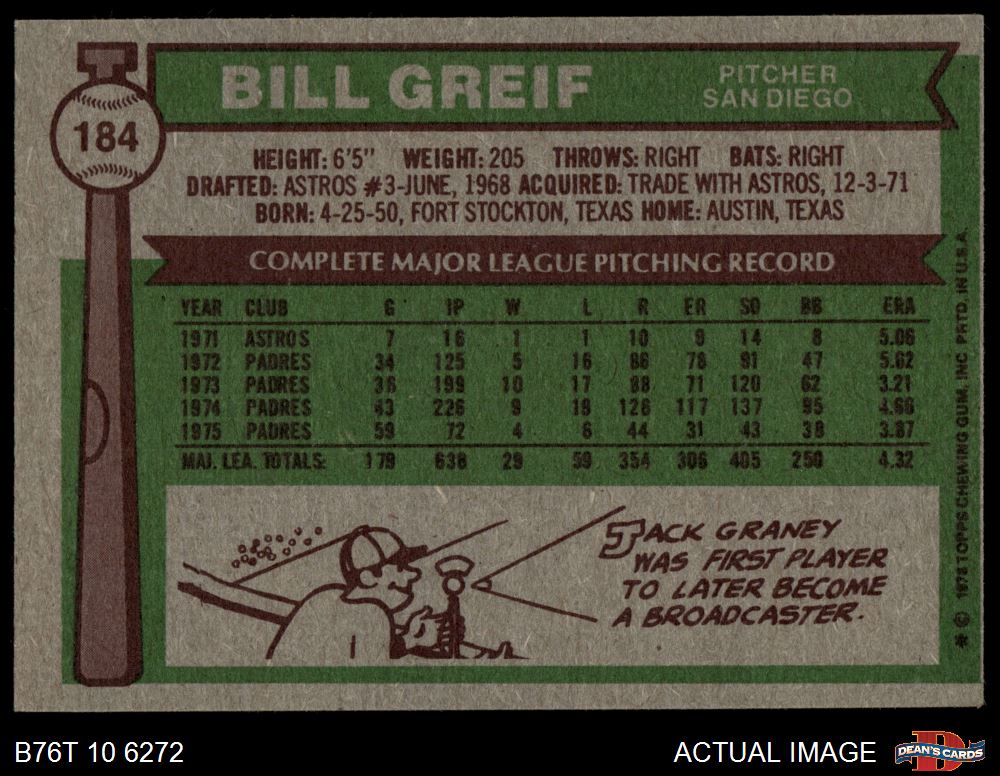 184
BILL GREIF
PITCHER
SAN DIEGO
HEIGHT: 6'5" WEIGHT: 205 THROWS: RIGHT BATS: RIGHT
DRAFTED: ASTROS #3-JUNE, 1968 ACQUIRED: TRADE WITH ASTROS, 12-3-71
BORN: 4-25-50, FORT STOCKTON, TEXAS HOME: AUSTIN, TEXAS
COMPLETE MAJOR LEAGUE PITCHING RECORD
YEAR CLUB G IP W L R ER SO BB ERA
1971 ASTROS 7 16 1 1 10 9 14 8 5.06
1972 PADRES 34 125 5 16 86 78 91 47 5.62
1973 PADRES 36 199 10 17 88 71 120 62 3.21
1974 PADRES 43 226 9 19 126 117 137 95 4.66
1975 PADRES 59 72 4 6 44 31 43 38 3.87
MAJ. LEA. TOTALS: 179 638 29 59 354 306 405 250 4.32
JACK GRANEY
WAS FIRST PLAYER
TO LATER BECOME
A BROADCASTER.
* © 1976 TOPPS CHEWING GUM, INC. PRTD. IN U.S.A.
B76T 10 6272
ACTUAL IMAGE
DEAN'S CARDS